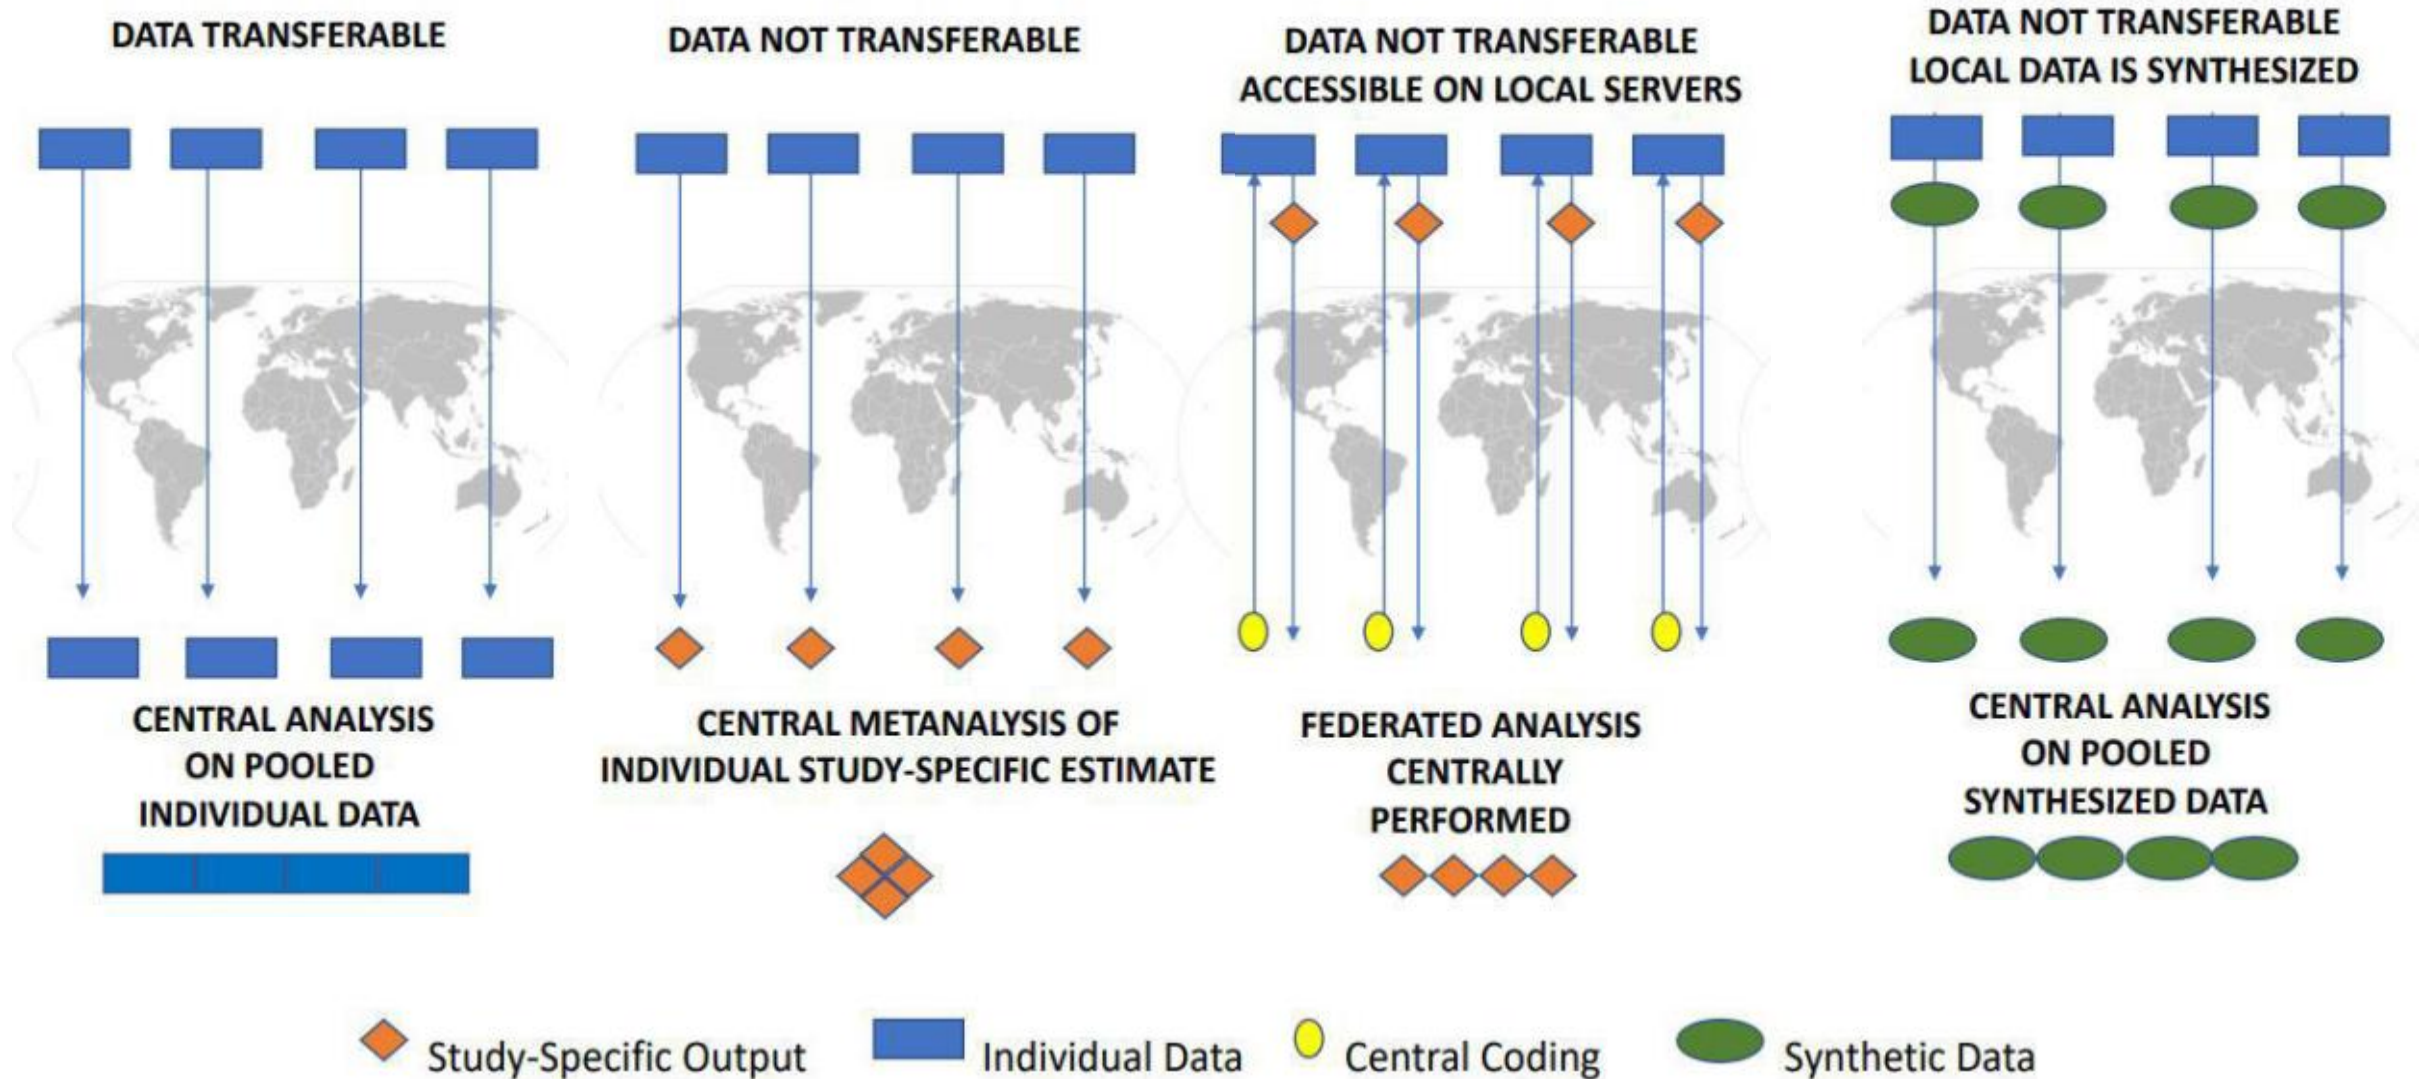 DATA TRANSFERABLE
DATA NOT TRANSFERABLE
DATA NOT TRANSFERABLE
ACCESSIBLE ON LOCAL SERVERS
DATA NOT TRANSFERABLE
LOCAL DATA IS SYNTHESIZED
CENTRAL ANALYSIS
ON POOLED
INDIVIDUAL DATA
CENTRAL METANALYSIS OF
INDIVIDUAL STUDY-SPECIFIC ESTIMATE
FEDERATED ANALYSIS
CENTRALLY
PERFORMED
CENTRAL ANALYSIS
ON POOLED
SYNTHESIZED DATA
Study-Specific Output
Individual Data
Central Coding
Synthetic Data